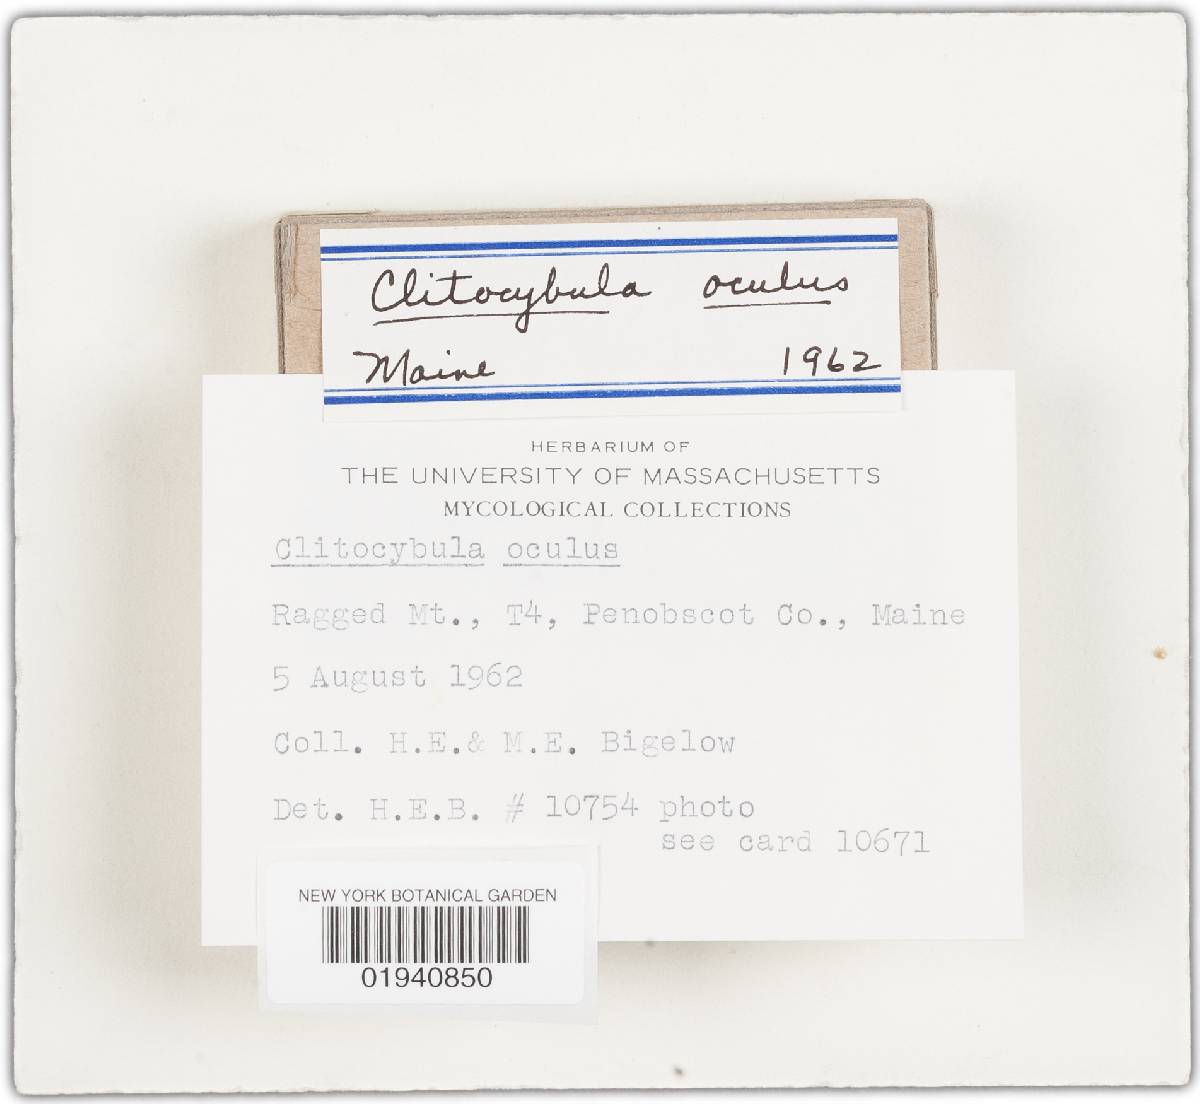 Clitocybula oculus
Maine 1962
HERBARIUM OF
THE UNIVERSITY OF MASSACHUSETTS
MYCOLOGICAL COLLECTIONS
Clitocybula oculus
Ragged Mt., T4, Penobscot Co., Maine
5 August 1962
Coll. H.E.& M.E. Bigelow
Det. H.E.B. # 10754 photo
see card 10671
NEW YORK BOTANICAL GARDEN
01940850